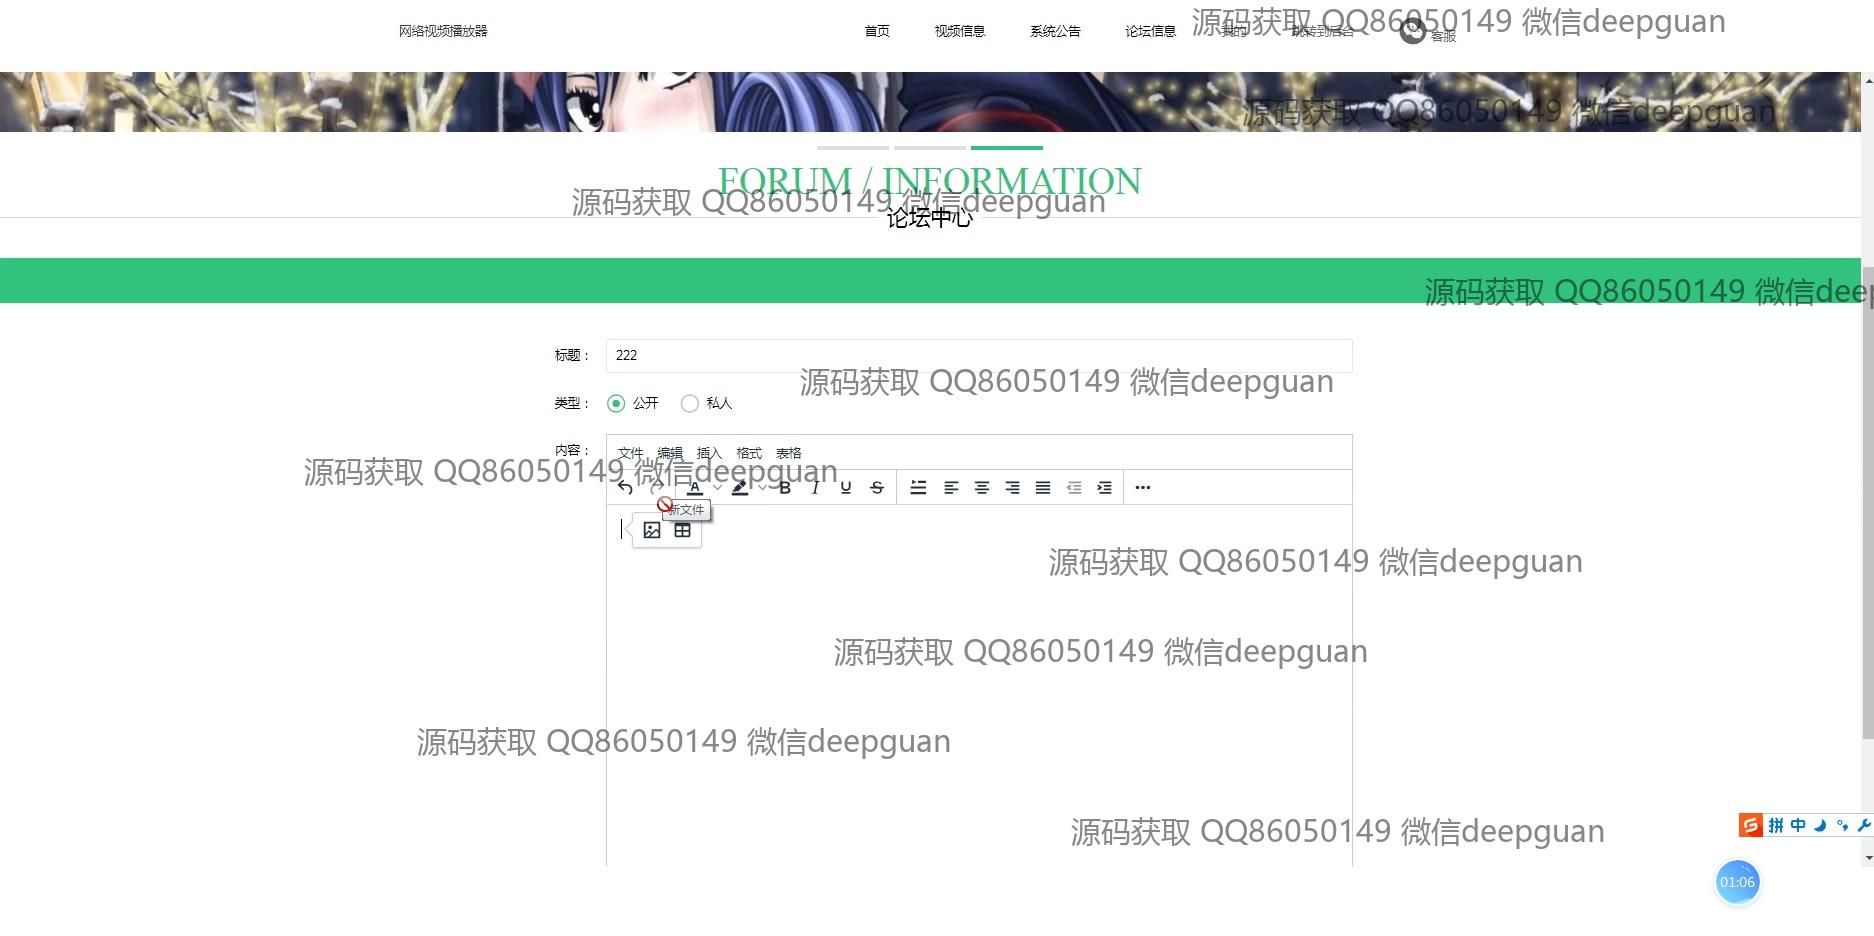 网络视频播放器 首页 视频信息 系统公告 论坛信息 我的 跳转到后台 客服
源码获取 QQ86050149 微信deepguan
源码获取 QQ86050149 微信deepguan
FORUM / INFORMATION
源码获取 QQ86050149 微信deepguan
论坛中心
源码获取 QQ86050149 微信deep
标题： 222
源码获取 QQ86050149 微信deepguan
类型： 公开 私人
内容： 文件 编辑 插入 格式 表格
源码获取 QQ86050149 微信deepguan
新文件
源码获取 QQ86050149 微信deepguan
源码获取 QQ86050149 微信deepguan
源码获取 QQ86050149 微信deepguan
源码获取 QQ86050149 微信deepguan
拼 中
01:06